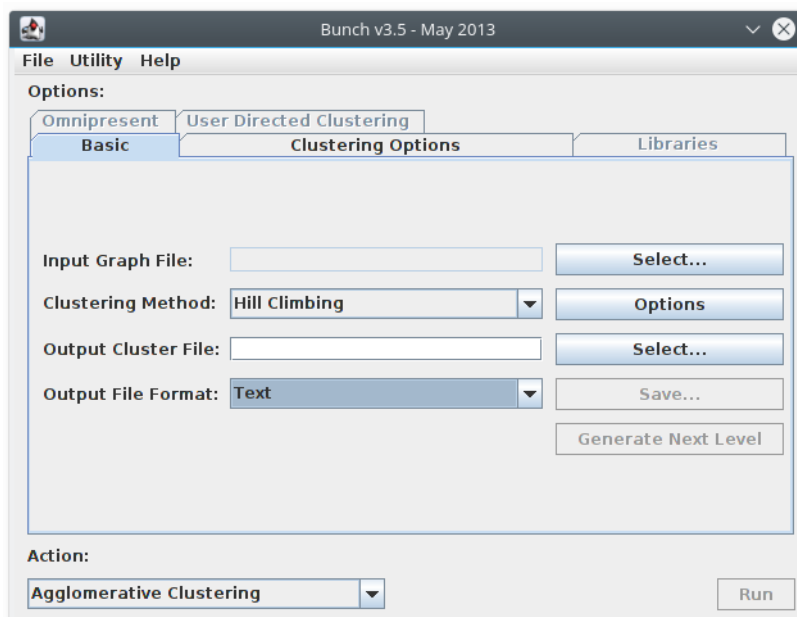 Bunch v3.5 - May 2013
File Utility Help
Options:
Omnipresent User Directed Clustering
Basic Clustering Options Libraries
Input Graph File: Select...
Clustering Method: Hill Climbing Options
Output Cluster File: Select...
Output File Format: Text Save...
Generate Next Level
Action:
Agglomerative Clustering Run